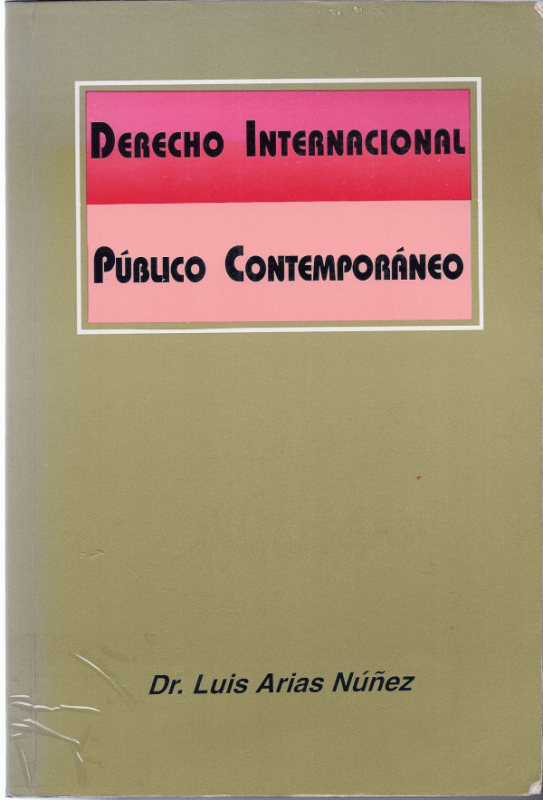 DERECHO INTERNACIONAL
PÚBLICO CONTEMPORÁNEO
Dr. Luis Arias Núñez